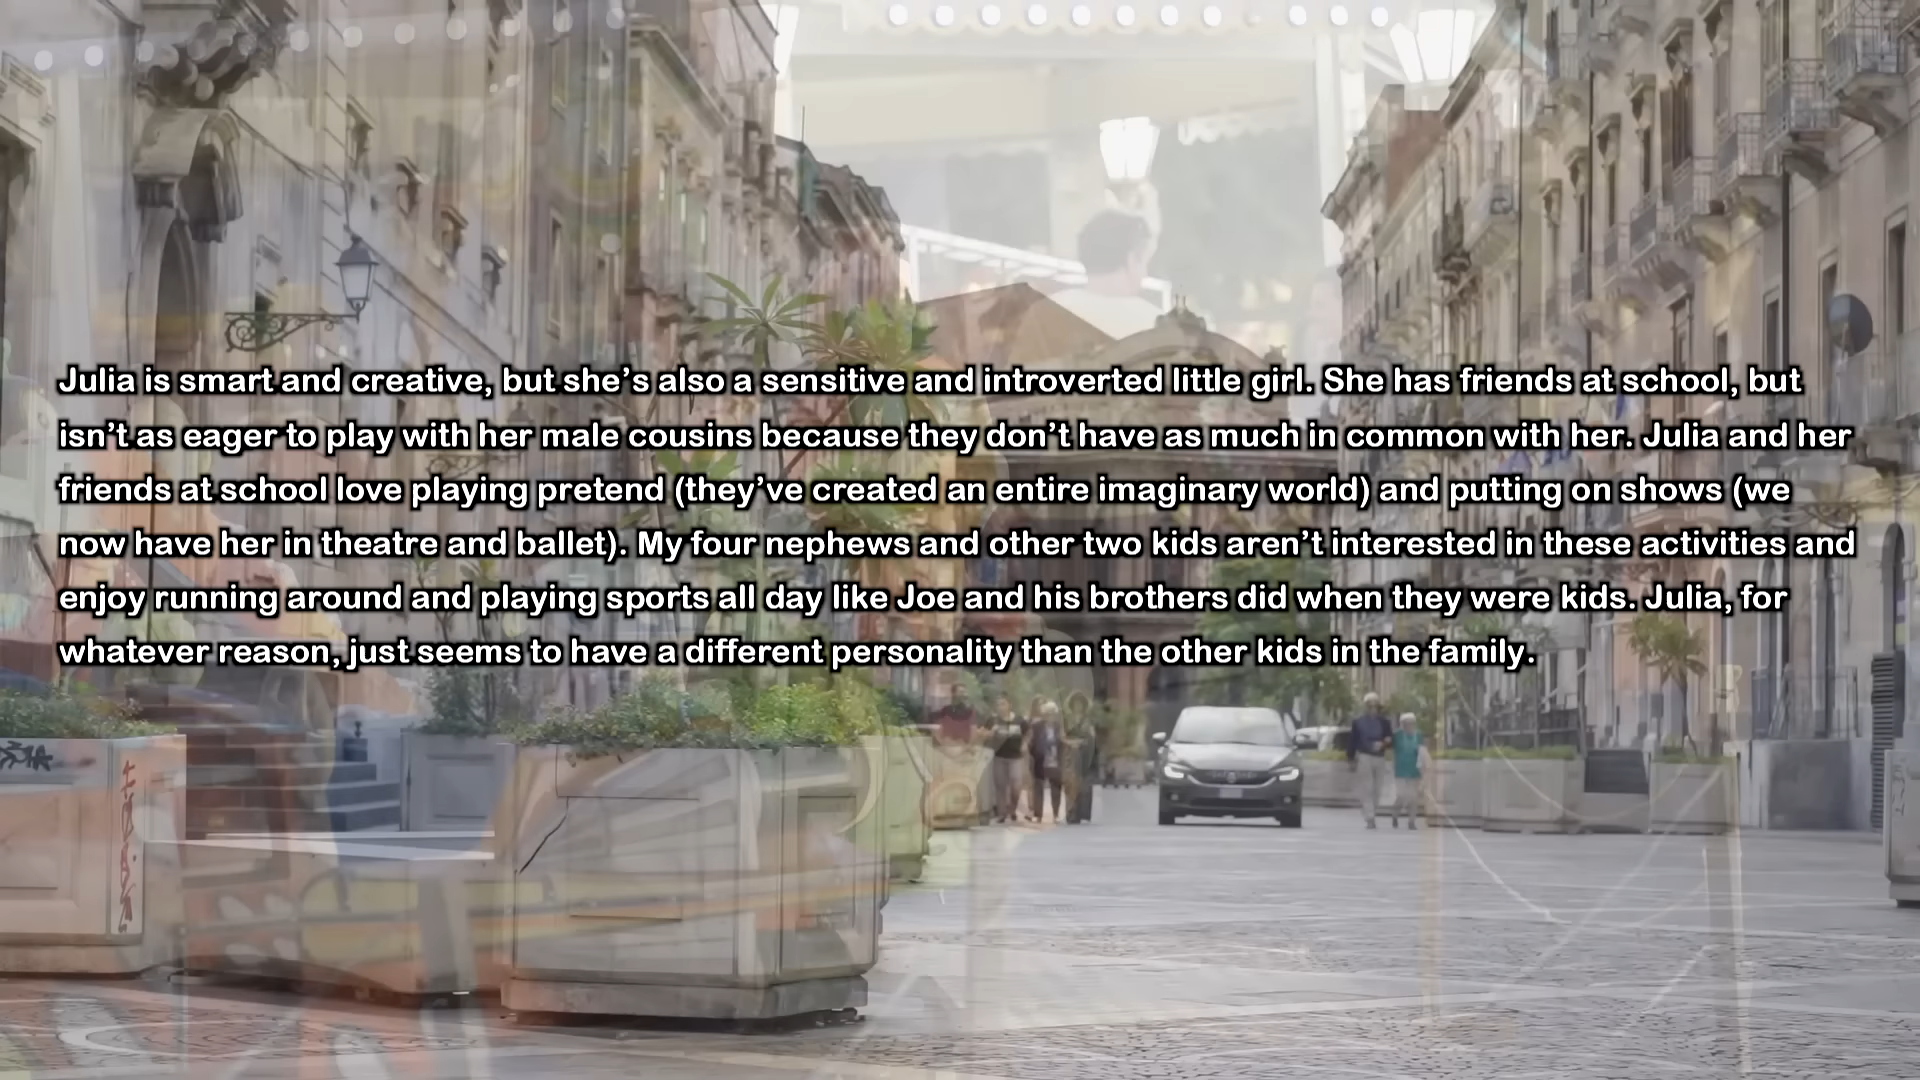 Julia is smart and creative, but she’s also a sensitive and introverted little girl. She has friends at school, but
isn’t as eager to play with her male cousins because they don’t have as much in common with her. Julia and her
friends at school love playing pretend (they’ve created an entire imaginary world) and putting on shows (we
now have her in theatre and ballet). My four nephews and other two kids aren’t interested in these activities and
enjoy running around and playing sports all day like Joe and his brothers did when they were kids. Julia, for
whatever reason, just seems to have a different personality than the other kids in the family.